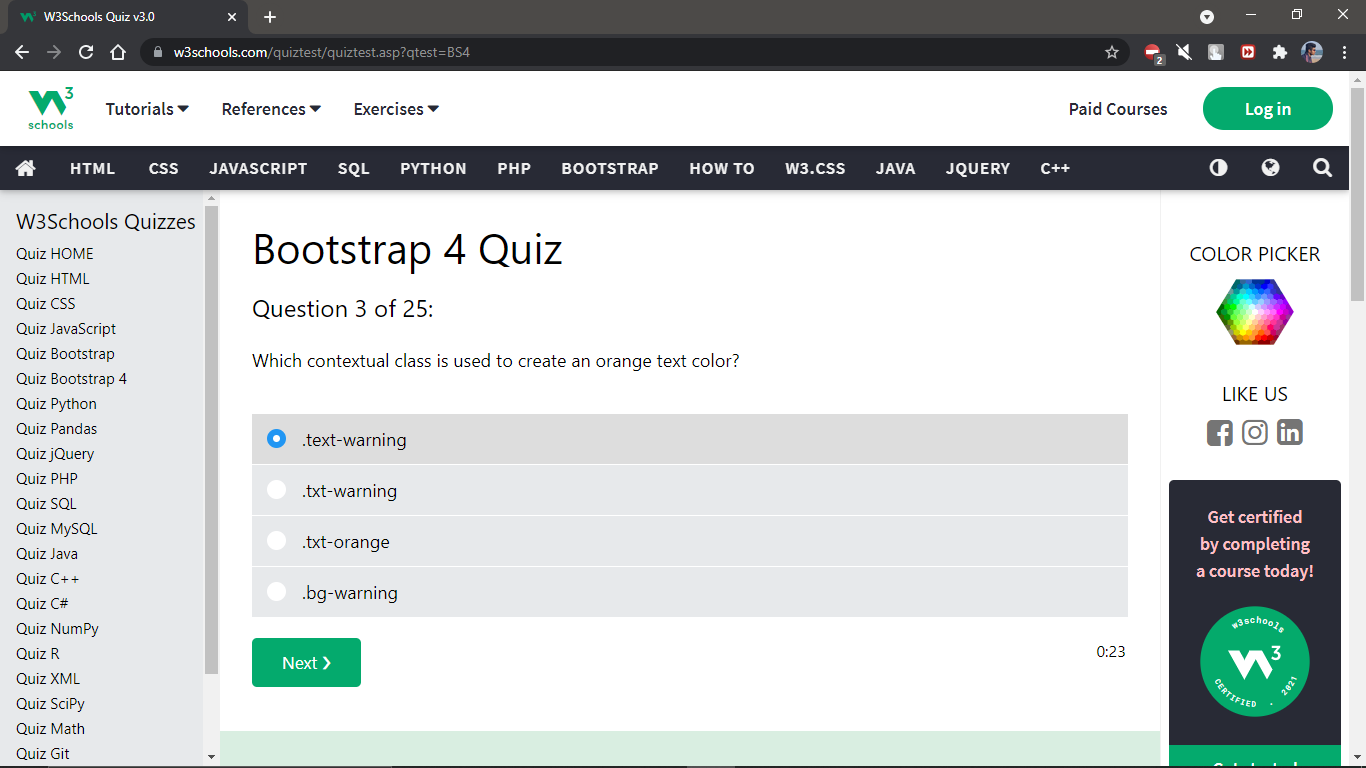 W3Schools Quiz v3.0
w3schools.com/quiztest/quiztest.asp?qtest=BS4
2
3
schools
Tutorials
References
Exercises
Paid Courses
Log in
HTML
CSS
JAVASCRIPT
SQL
PYTHON
PHP
BOOTSTRAP
HOW TO
W3.CSS
JAVA
JQUERY
C++
W3Schools Quizzes
Quiz HOME
Quiz HTML
Quiz CSS
Quiz JavaScript
Quiz Bootstrap
Quiz Bootstrap 4
Quiz Python
Quiz Pandas
Quiz jQuery
Quiz PHP
Quiz SQL
Quiz MySQL
Quiz Java
Quiz C++
Quiz C#
Quiz NumPy
Quiz R
Quiz XML
Quiz SciPy
Quiz Math
Quiz Git
Bootstrap 4 Quiz
Question 3 of 25:
Which contextual class is used to create an orange text color?
.text-warning
.txt-warning
.txt-orange
.bg-warning
Next ❯
0:23
COLOR PICKER
LIKE US
Get certified
by completing
a course today!
w3schools
3
CERTIFIED . 2021